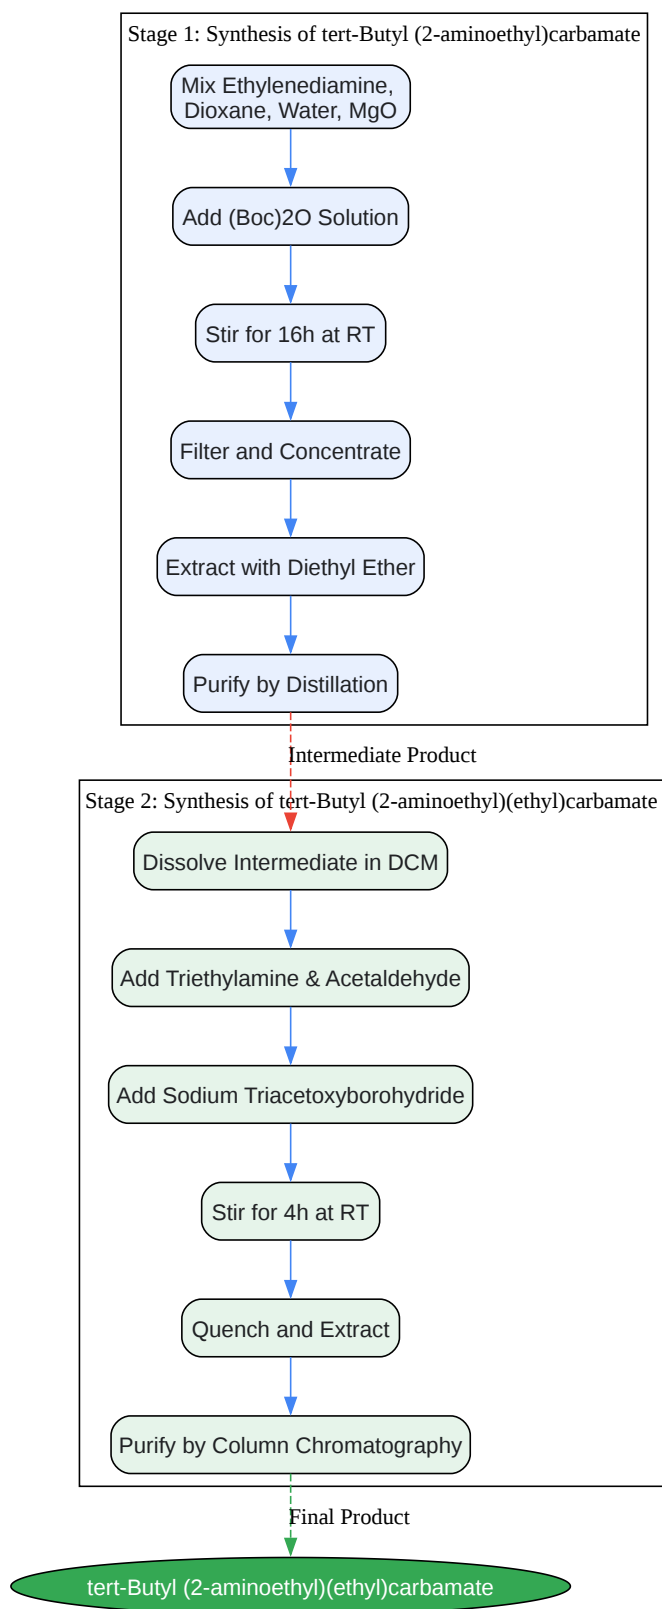 Stage 1: Synthesis of tert-Butyl (2-aminoethyl)carbamate
Mix Ethylenediamine,
Dioxane, Water, MgO
Add (Boc)2O Solution
Stir for 16h at RT
Filter and Concentrate
Extract with Diethyl Ether
Purify by Distillation
Intermediate Product
Stage 2: Synthesis of tert-Butyl (2-aminoethyl)(ethyl)carbamate
Dissolve Intermediate in DCM
Add Triethylamine & Acetaldehyde
Add Sodium Triacetoxyborohydride
Stir for 4h at RT
Quench and Extract
Purify by Column Chromatography
Final Product
tert-Butyl (2-aminoethyl)(ethyl)carbamate